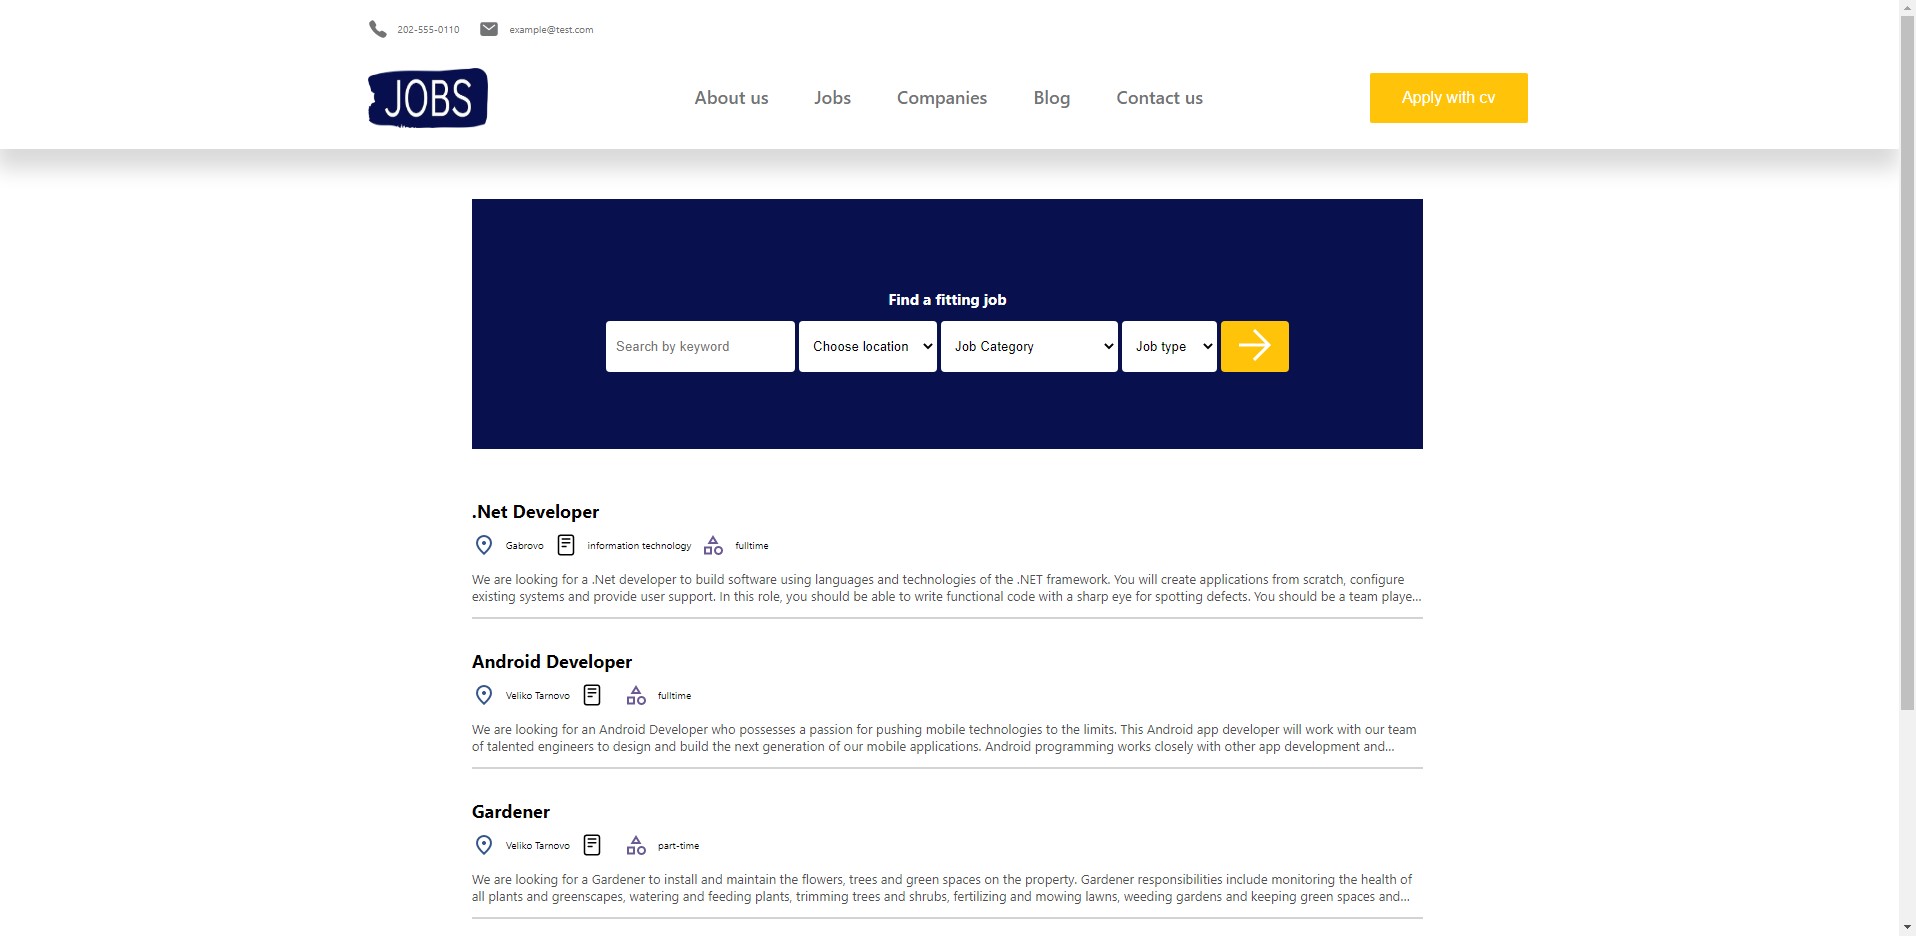 202-555-0110 example@test.com
JOBS
About us Jobs Companies Blog Contact us Apply with cv
Find a fitting job
Search by keyword Choose location Job Category Job type
.Net Developer
Gabrovo information technology fulltime
We are looking for a .Net developer to build software using languages and technologies of the .NET framework. You will create applications from scratch, configure
existing systems and provide user support. In this role, you should be able to write functional code with a sharp eye for spotting defects. You should be a team playe...
Android Developer
Veliko Tarnovo fulltime
We are looking for an Android Developer who possesses a passion for pushing mobile technologies to the limits. This Android app developer will work with our team
of talented engineers to design and build the next generation of our mobile applications. Android programming works closely with other app development and...
Gardener
Veliko Tarnovo part-time
We are looking for a Gardener to install and maintain the flowers, trees and green spaces on the property. Gardener responsibilities include monitoring the health of
all plants and greenscapes, watering and feeding plants, trimming trees and shrubs, fertilizing and mowing lawns, weeding gardens and keeping green spaces and...